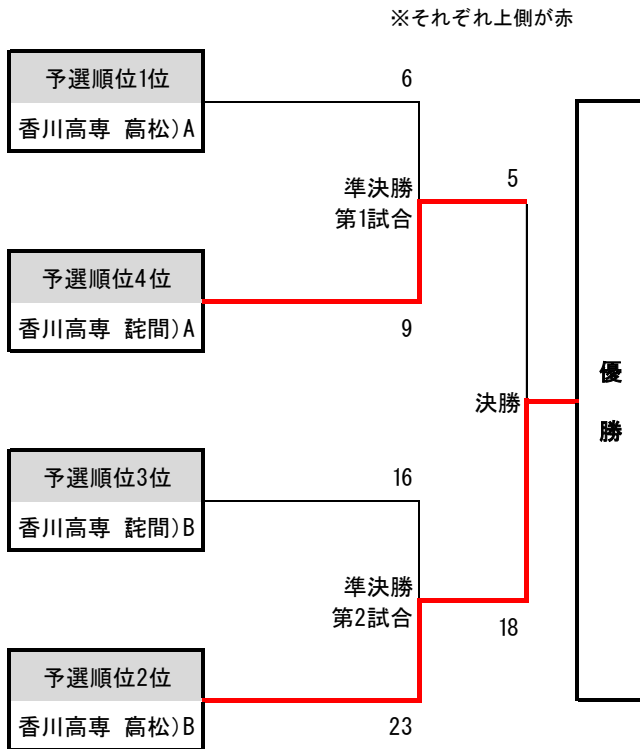 ※それぞれ上側が赤
予選順位1位
香川高専 高松)A
6
準決勝
第1試合
5
予選順位4位
香川高専 詫間)A
9
決勝
優
勝
予選順位3位
香川高専 詫間)B
16
準決勝
第2試合
18
予選順位2位
香川高専 高松)B
23